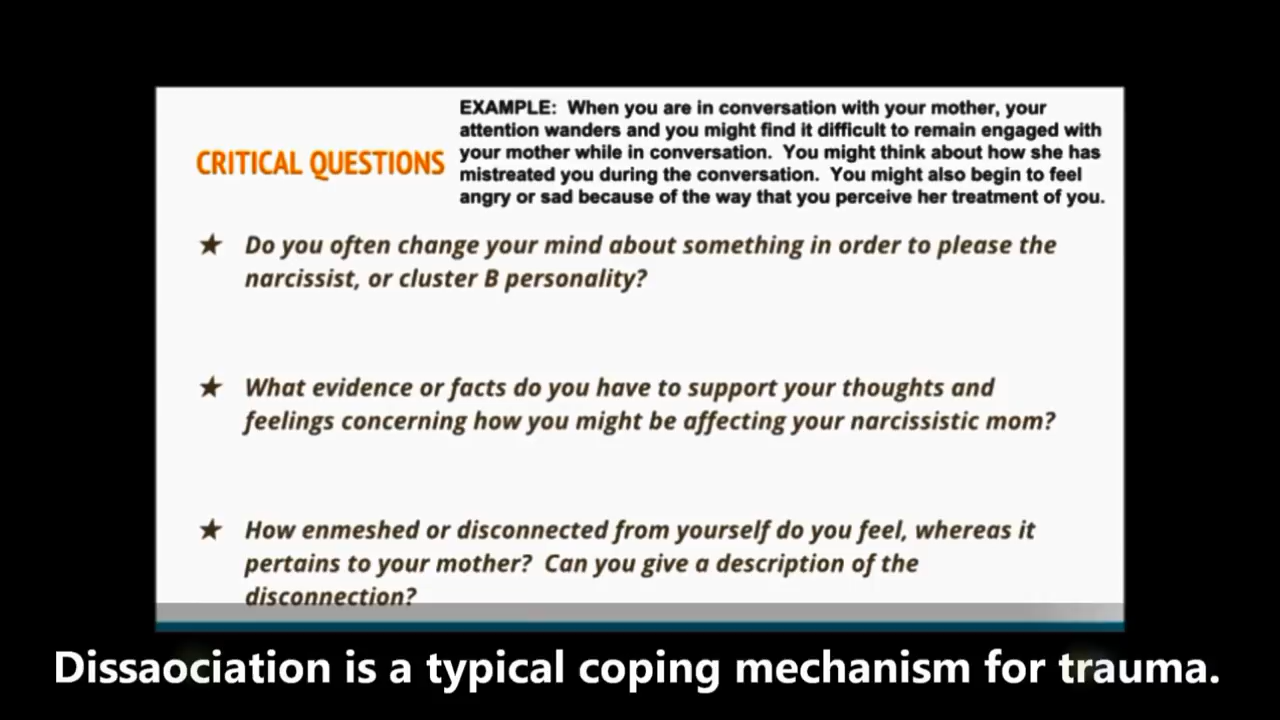 EXAMPLE: When you are in conversation with your mother, your
attention wanders and you might find it difficult to remain engaged with
your mother while in conversation. You might think about how she has
mistreated you during the conversation. You might also begin to feel
angry or sad because of the way that you perceive her treatment of you.
CRITICAL QUESTIONS
★ Do you often change your mind about something in order to please the
narcissist, or cluster B personality?
★ What evidence or facts do you have to support your thoughts and
feelings concerning how you might be affecting your narcissistic mom?
★ How enmeshed or disconnected from yourself do you feel, whereas it
pertains to your mother? Can you give a description of the
disconnection?
Dissaociation is a typical coping mechanism for trauma.